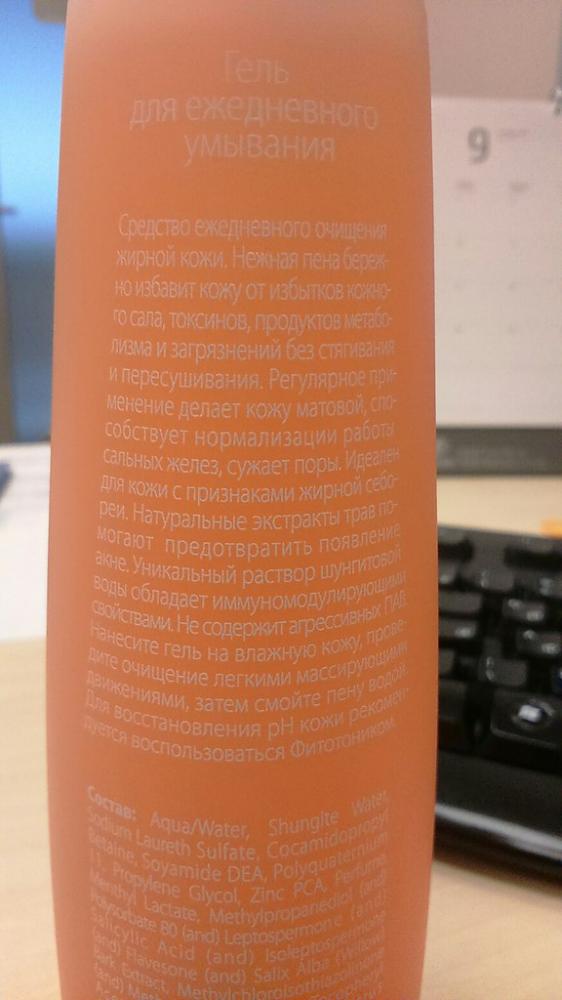 Гель
для ежедневного
умывания
Средство ежедневного очищения
жирной кожи. Нежная пена береж-
но избавит кожу от избытков кожно-
го сала, токсинов, продуктов метабо-
лизма и загрязнений без стягивания
и пересушивания. Регулярное при-
менение делает кожу матовой, спо-
собствует нормализации работы
сальных желез, сужает поры. Идеален
для кожи с признаками жирной себо-
реи. Натуральные экстракты трав по-
могают предотвратить появление
акне. Уникальный раствор шунгитовой
воды обладает иммуномодулирующими
свойствами. Не содержит агрессивных ПАВ.
Нанесите гель на влажную кожу, прове-
дите очищение легкими массирующими
движениями, затем смойте пену водой.
Для восстановления pH кожи рекомен-
дуется воспользоваться Фитотоником.
Состав: Aqua/Water, Shungite Water,
Sodium Laureth Sulfate, Cocamidopropyl
Betaine, Soyamide DEA, Polyquaternium
11, Propylene Glycol, Zinc PCA, Perfume,
Menthyl Lactate, Methylpropanediol (and)
Polysorbate 80 (and) Leptospermone (and)
Salicylic Acid (and) Isoleptospermone
(and) Flavesone (and) Salix Alba (Willow)
Bark Extract, Methylchloroisothiazolinone
(and)
9